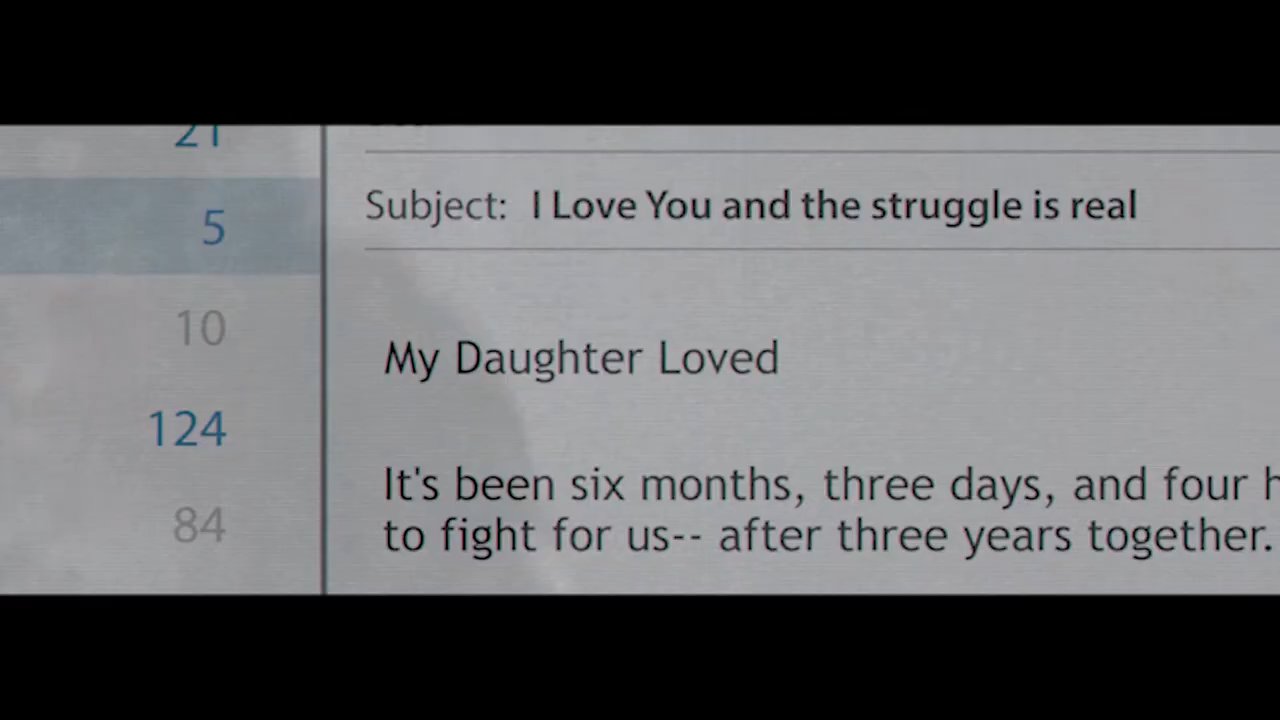 21
5
10
124
84
Subject: I Love You and the struggle is real
My Daughter Loved
It's been six months, three days, and four
to fight for us-- after three years together.